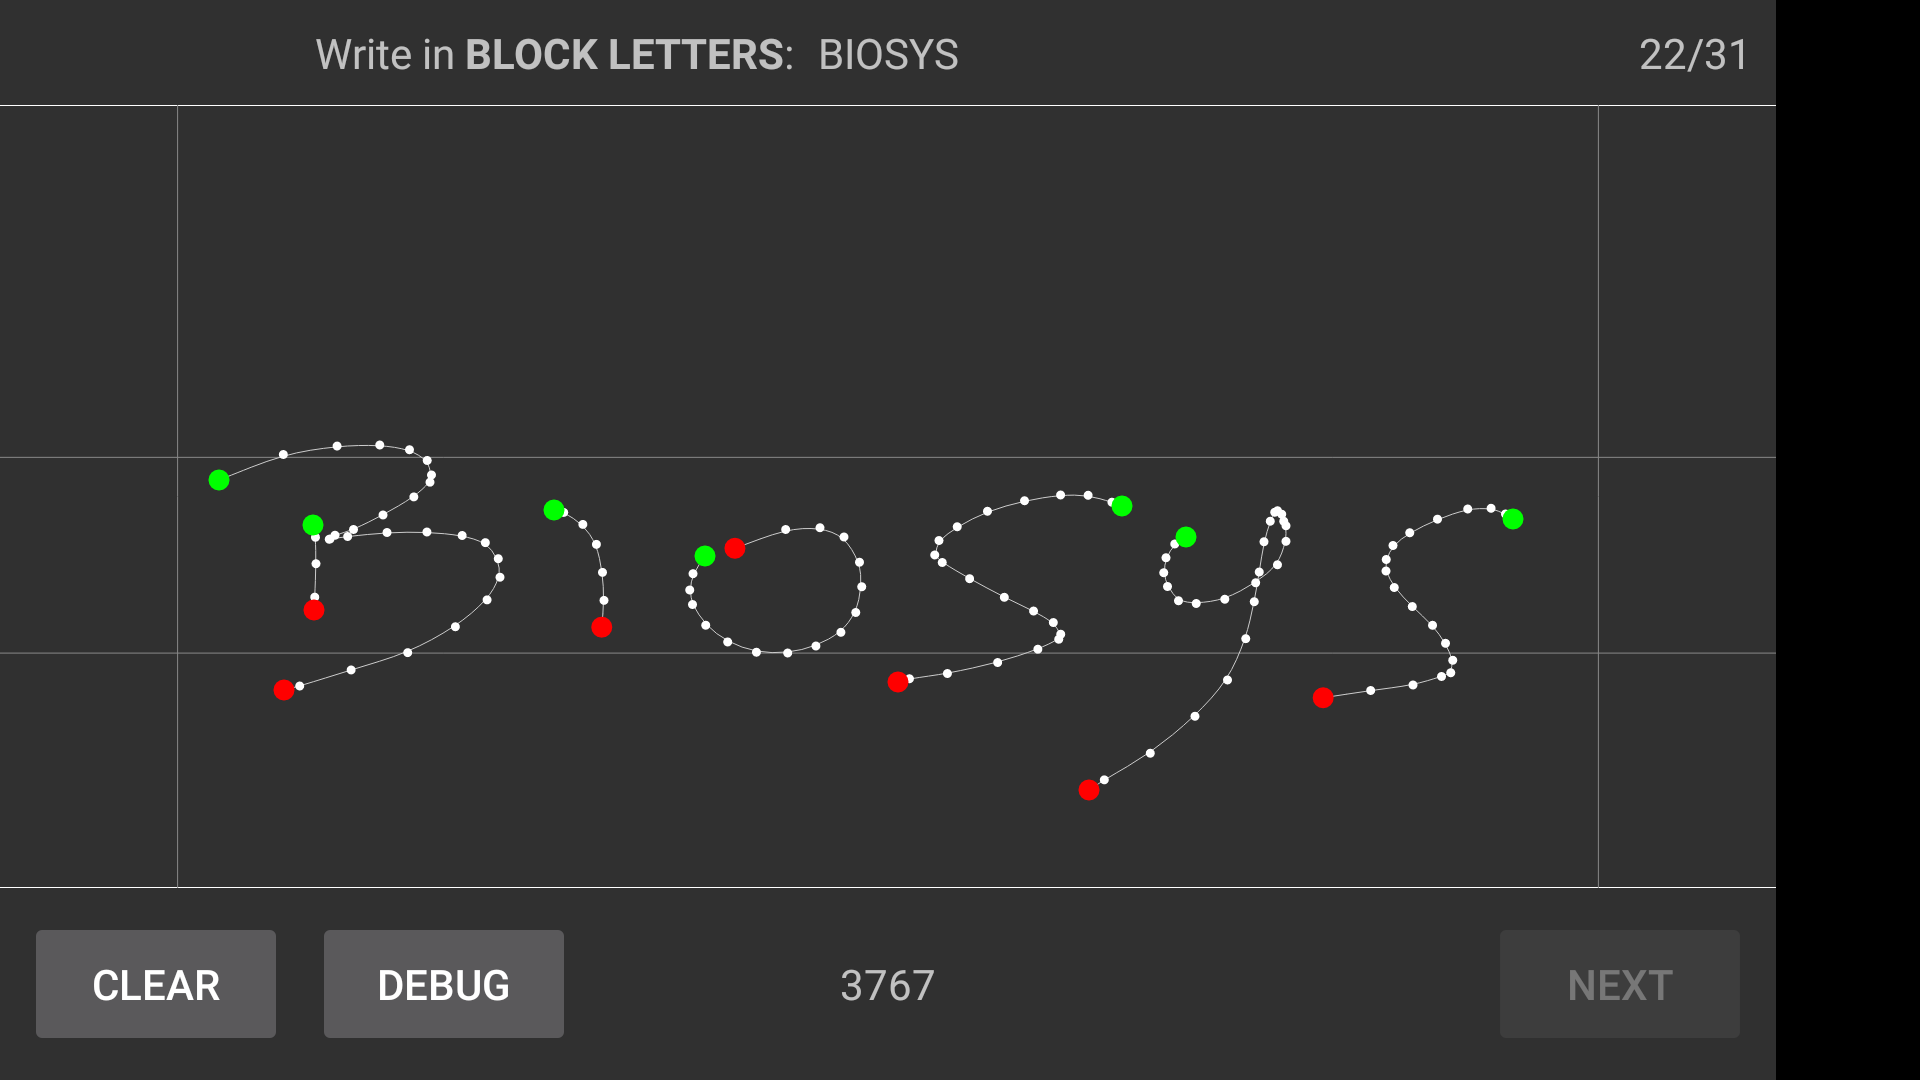 Write in BLOCK LETTERS: BIOSYS 22/31
BIOSYS
CLEAR DEBUG 3767 NEXT